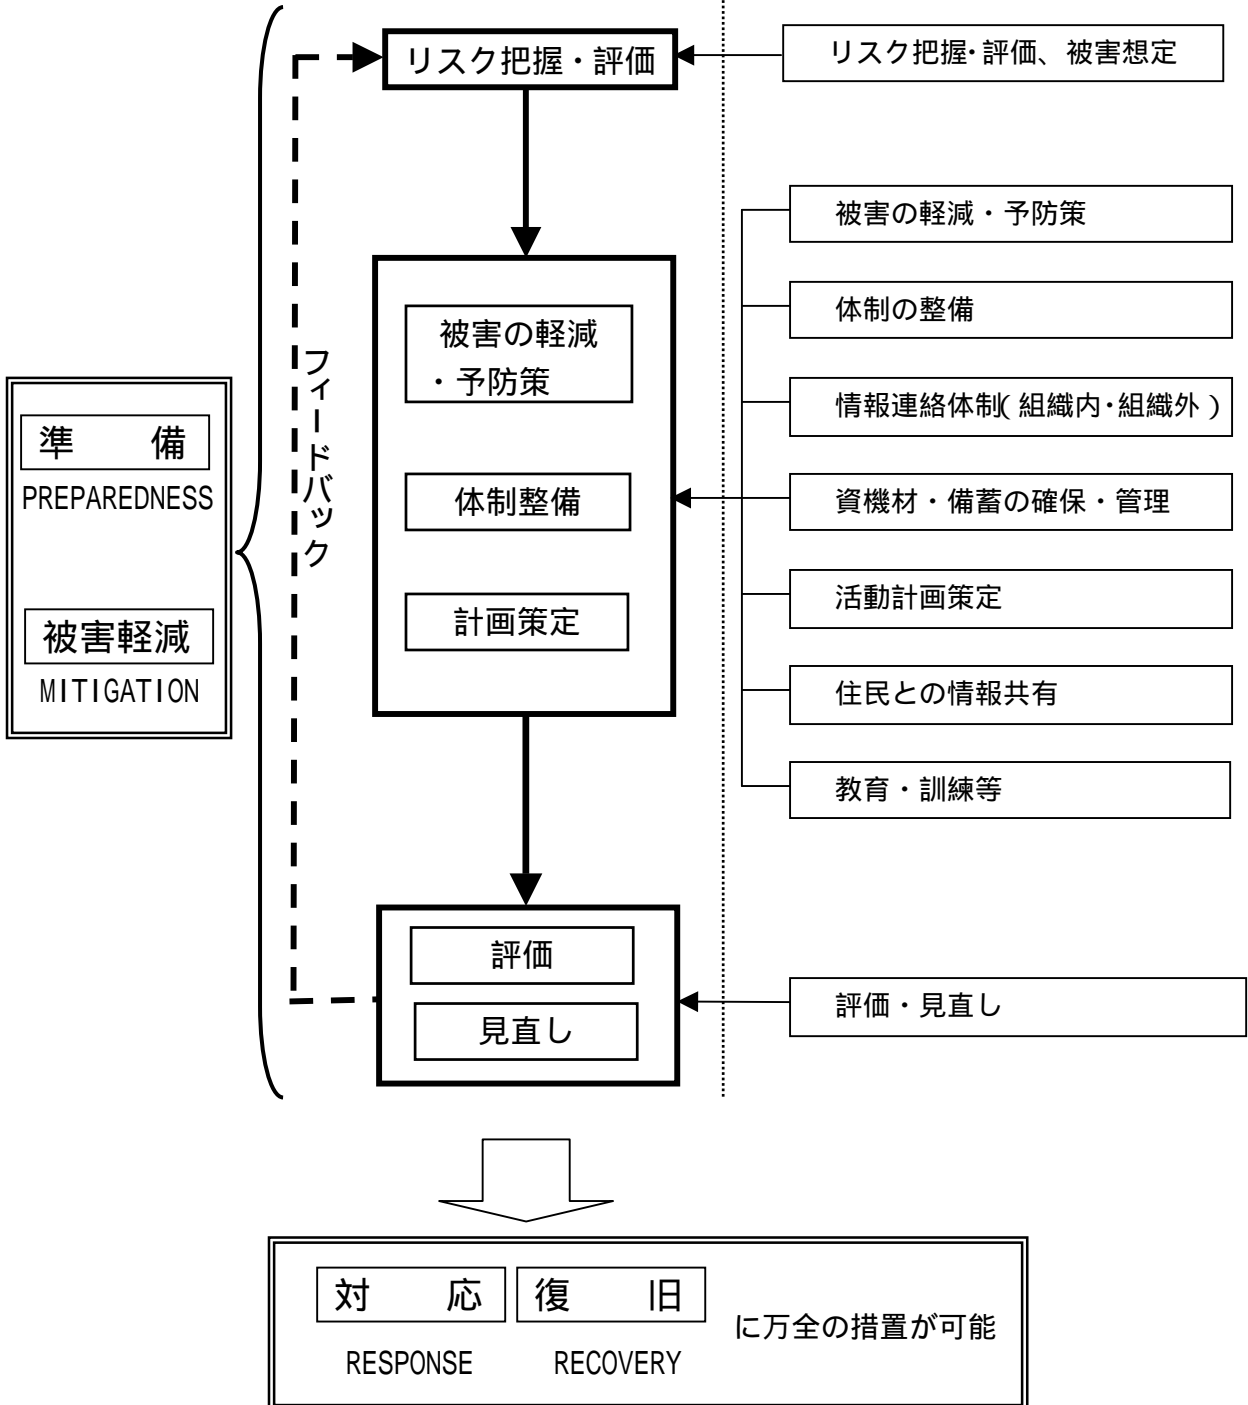 リスク把握・評価
リスク把握・評価、被害想定
被害の軽減・予防策
体制の整備
情報連絡体制(組織内・組織外)
資機材・備蓄の確保・管理
活動計画策定
住民との情報共有
教育・訓練等
評価・見直し
被害の軽減
・予防策
体制整備
計画策定
評価
見直し
フィードバック
準 備
PREPAREDNESS
被害軽減
MITIGATION
対 応
RESPONSE
復 旧
RECOVERY
に万全の措置が可能